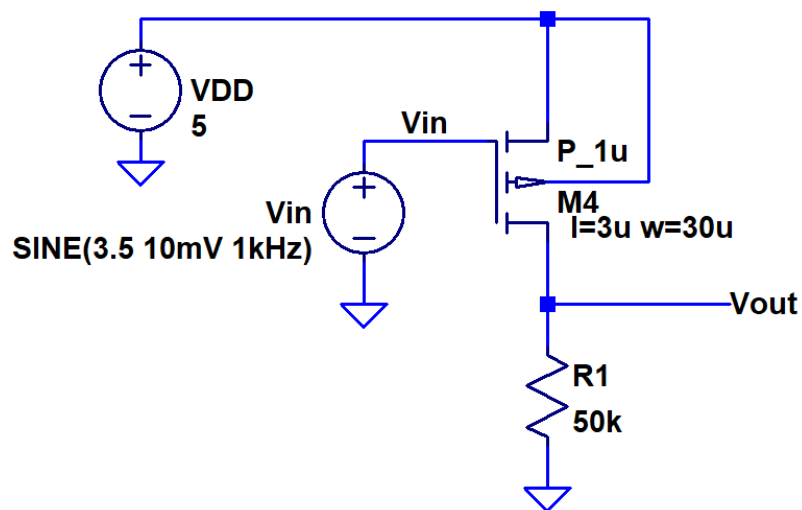 VDD
5
Vin
P_1u
M4
l=3u w=30u
Vin
SINE(3.5 10mV 1kHz)
Vout
R1
50k